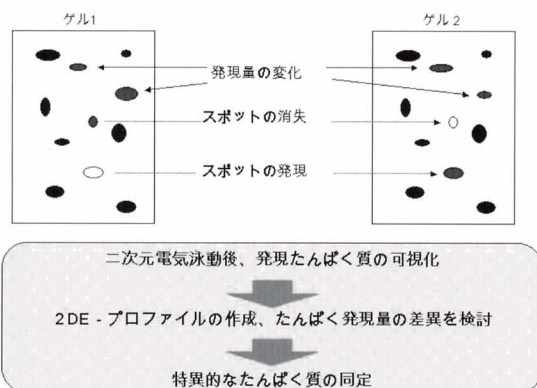 ゲル1
ゲル2
発現量の変化
スポットの消失
スポットの発現
二次元電気泳動後、発現たんぱく質の可視化
2DE - プロファイルの作成、たんぱく発現量の差異を検討
特異的なたんぱく質の同定